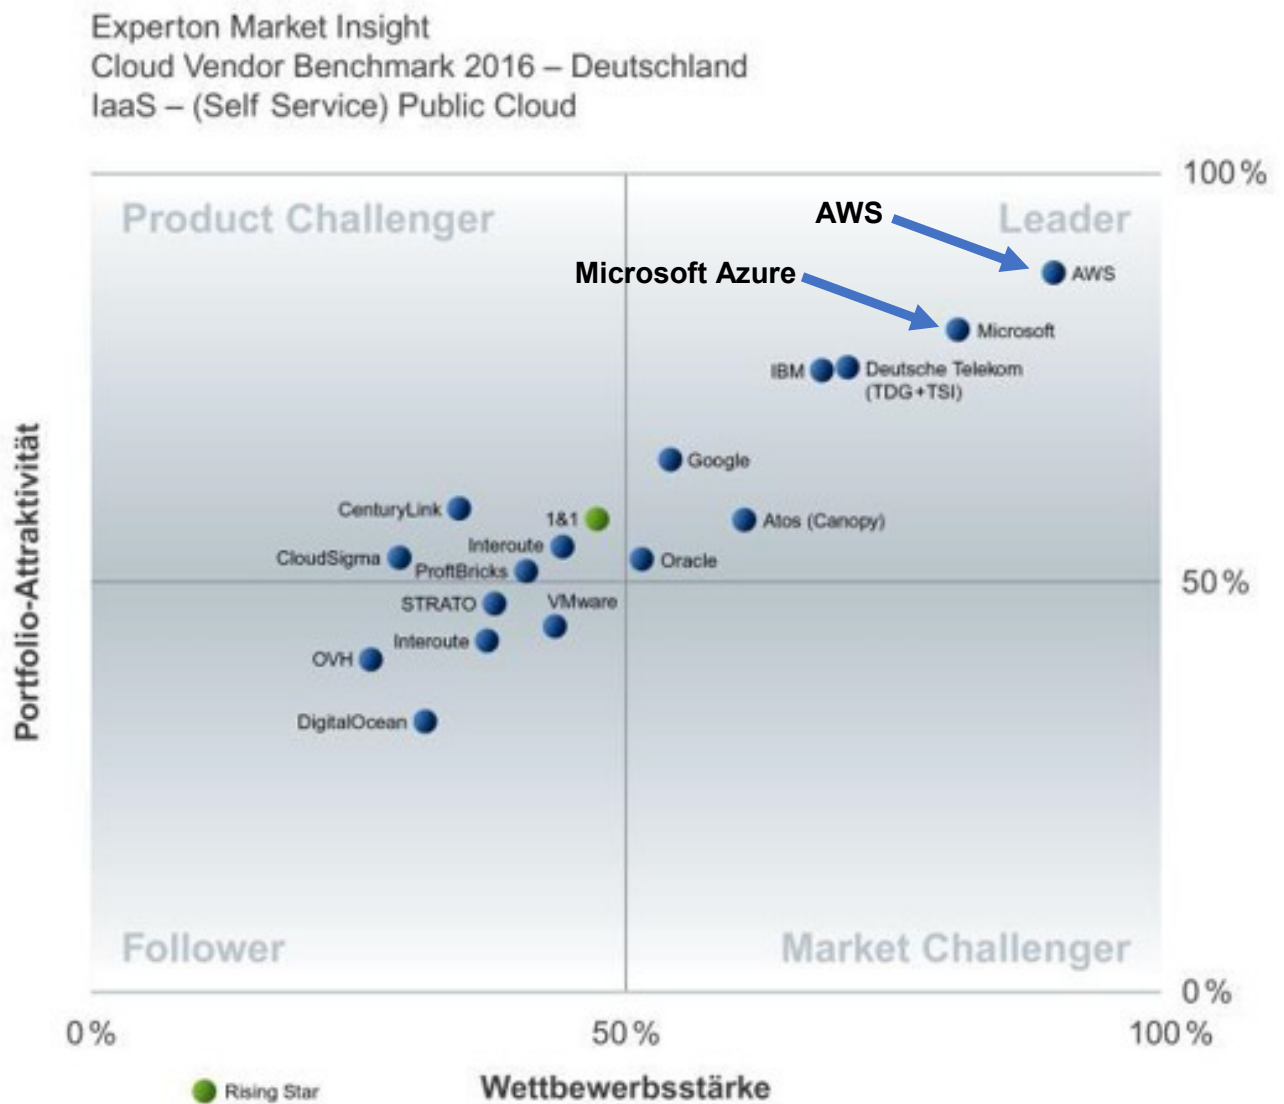 Experton Market Insight
Cloud Vendor Benchmark 2016 – Deutschland
IaaS – (Self Service) Public Cloud
100%
Product Challenger
Leader
AWS
AWS
Microsoft Azure
Microsoft
IBM
Deutsche Telekom
(TDG+TSI)
Portfolio-Attraktivität
Google
CenturyLink
1&1
Atos (Canopy)
Interoute
CloudSigma
Oracle
ProftBricks
50%
STRATO
VMware
Interoute
OVH
DigitalOcean
Follower
Market Challenger
0%
0%
50%
100%
Rising Star
Wettbewerbsstärke